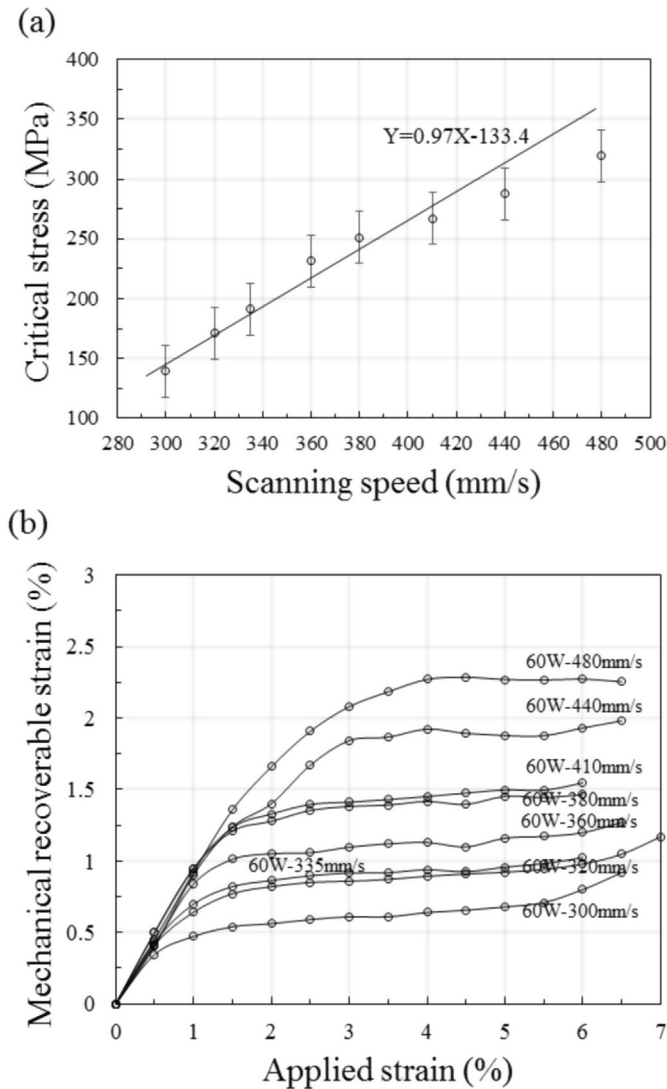 (a)
Critical stress (MPa)
400
350
300
250
200
150
100
Y=0.97X-133.4
280 300 320 340 360 380 400 420 440 460 480 500
Scanning speed (mm/s)
(b)
Mechanical recoverable strain (%)
3
2.5
2
1.5
1
0.5
0
60W-480mm/s
60W-440mm/s
60W-410mm/s
60W-380mm/s
60W-360mm/s
60W-335mm/s
60W-320mm/s
60W-300mm/s
0 1 2 3 4 5 6 7
Applied strain (%)